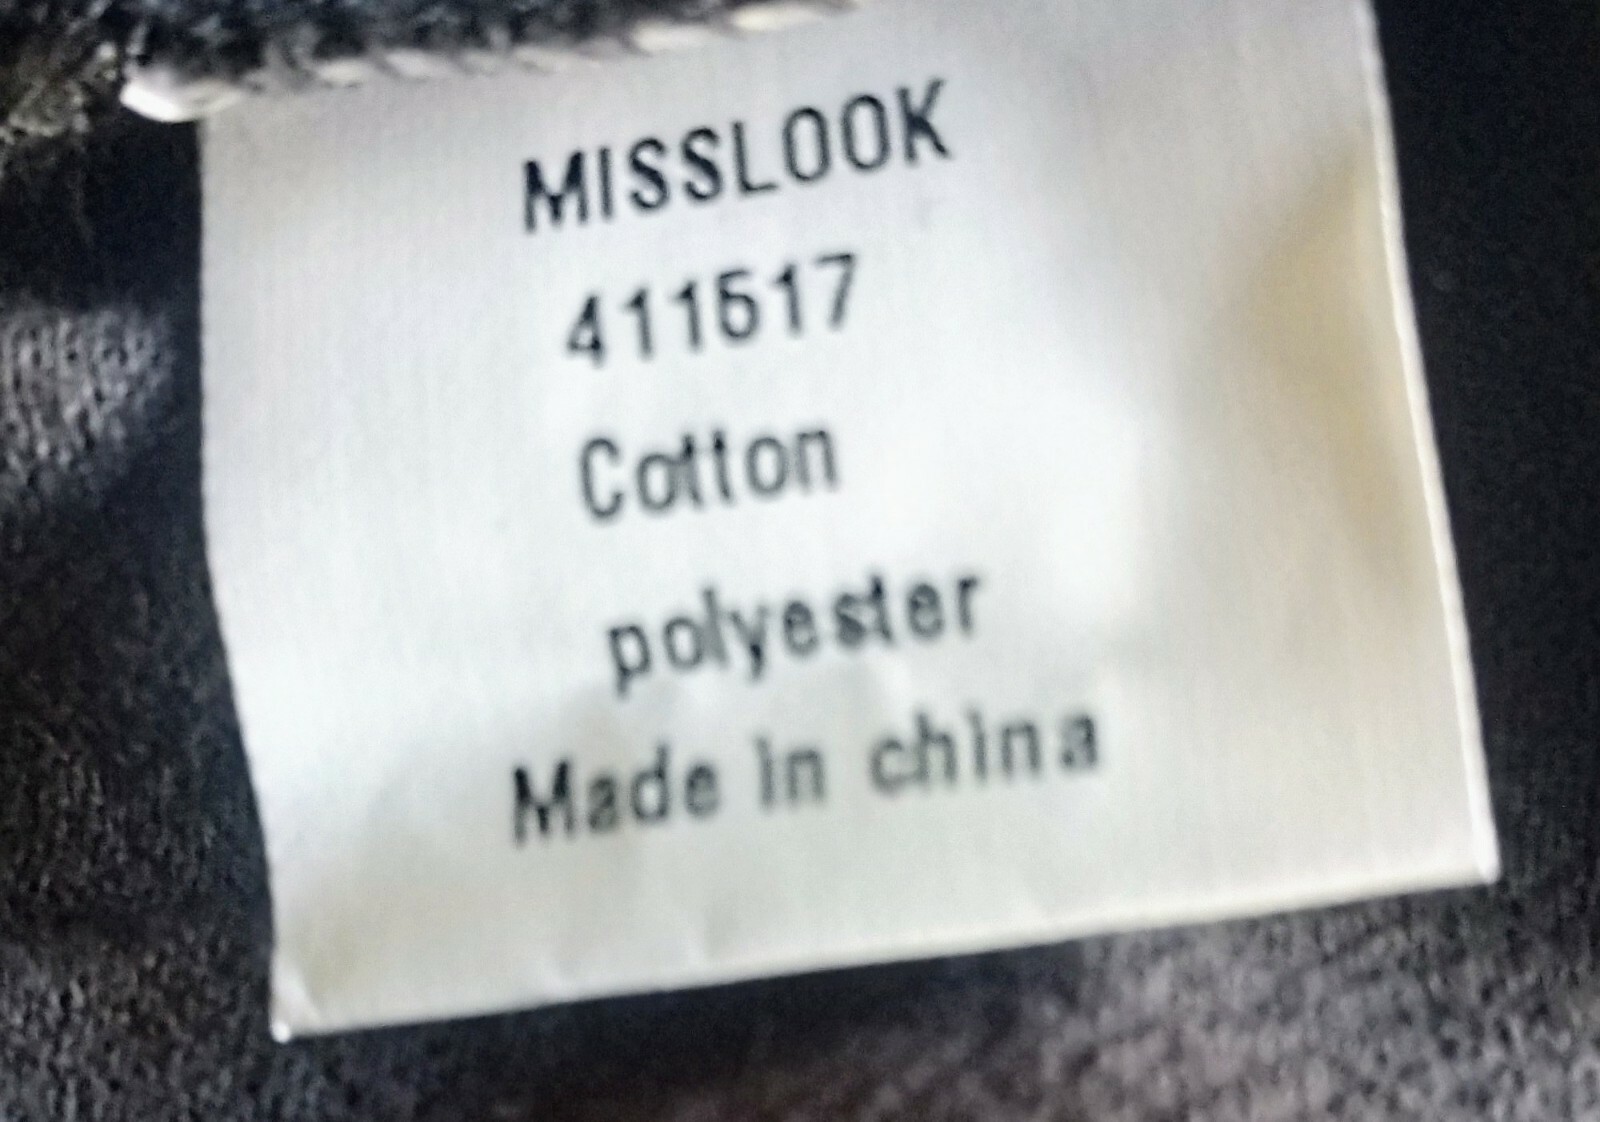 MISSLOOK
411517
Cotton
polyester
Made in china